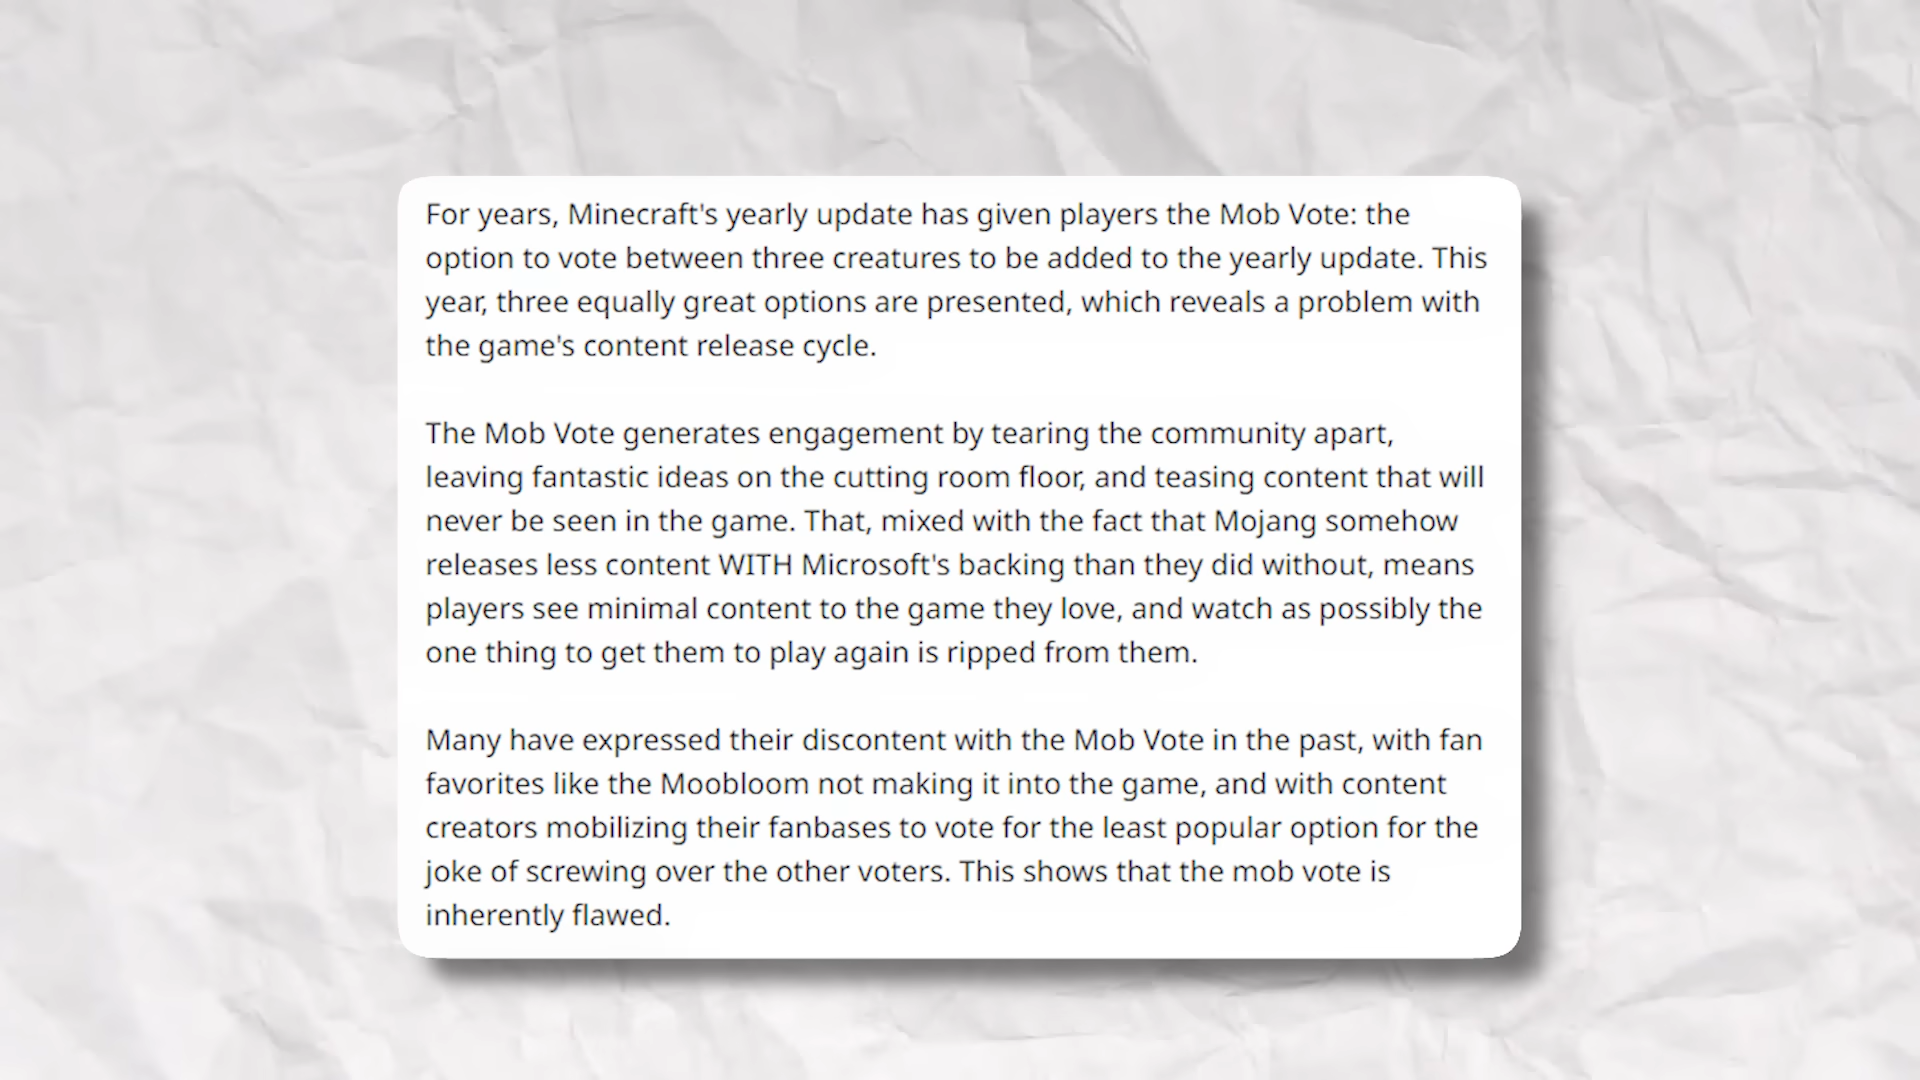 For years, Minecraft's yearly update has given players the Mob Vote: the
option to vote between three creatures to be added to the yearly update. This
year, three equally great options are presented, which reveals a problem with
the game's content release cycle.
The Mob Vote generates engagement by tearing the community apart,
leaving fantastic ideas on the cutting room floor, and teasing content that will
never be seen in the game. That, mixed with the fact that Mojang somehow
releases less content WITH Microsoft's backing than they did without, means
players see minimal content to the game they love, and watch as possibly the
one thing to get them to play again is ripped from them.
Many have expressed their discontent with the Mob Vote in the past, with fan
favorites like the Moobloom not making it into the game, and with content
creators mobilizing their fanbases to vote for the least popular option for the
joke of screwing over the other voters. This shows that the mob vote is
inherently flawed.